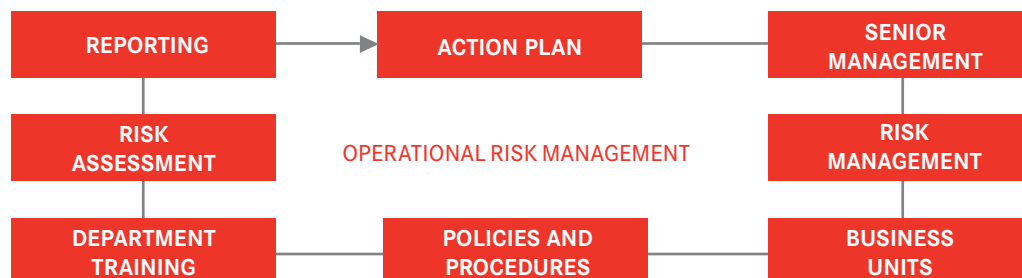 REPORTING
ACTION PLAN
SENIOR
MANAGEMENT
RISK
ASSESSMENT
OPERATIONAL RISK MANAGEMENT
RISK
MANAGEMENT
DEPARTMENT
TRAINING
POLICIES AND
PROCEDURES
BUSINESS
UNITS